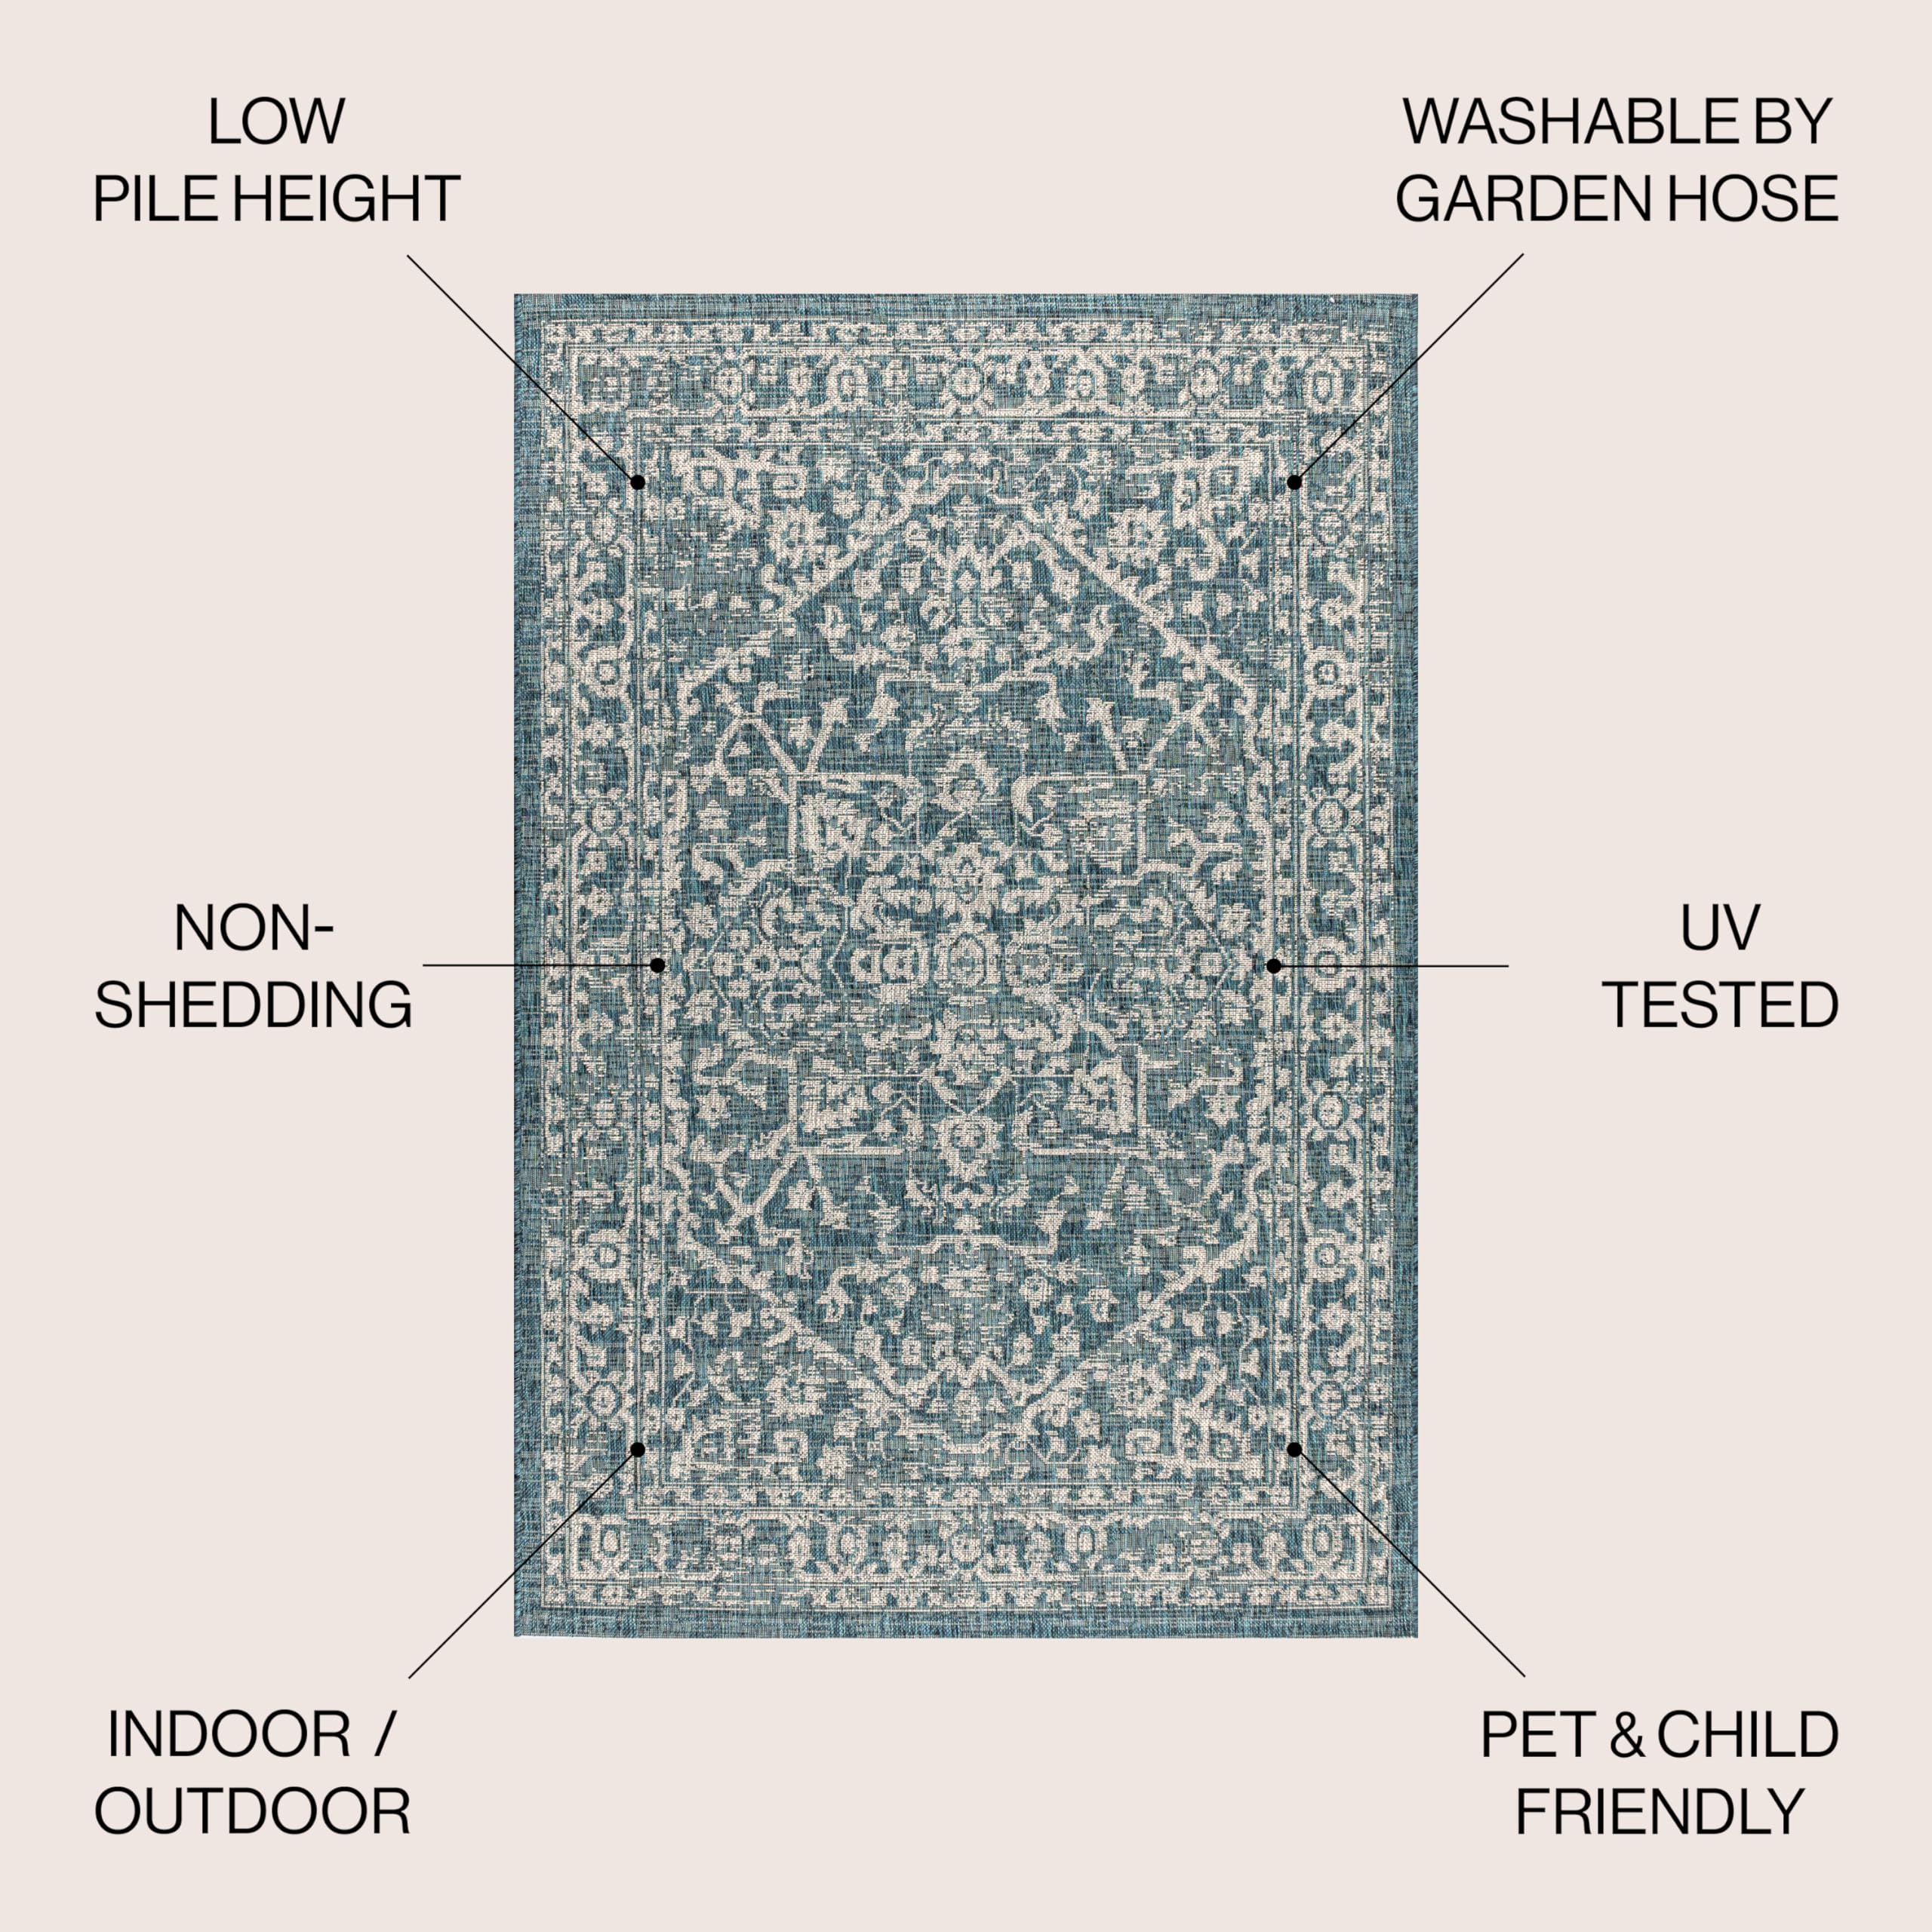 LOW
PILE HEIGHT
WASHABLE BY
GARDEN HOSE
NON-
SHEDDING
UV
TESTED
INDOOR /
OUTDOOR
PET & CHILD
FRIENDLY